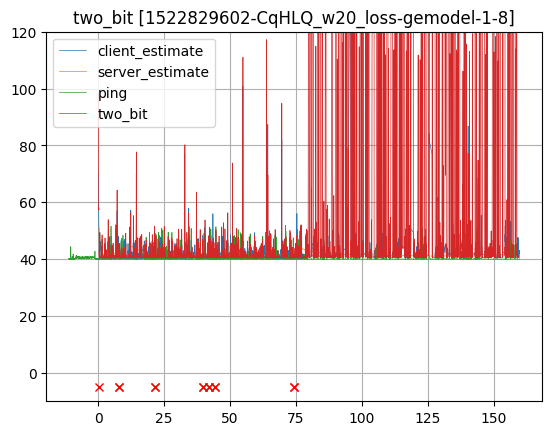 two_bit [1522829602-CqHLQ_w20_loss-gemodel-1-8]
client_estimate
server_estimate
ping
two_bit
120
100
80
60
40
20
0
0 25 50 75 100 125 150